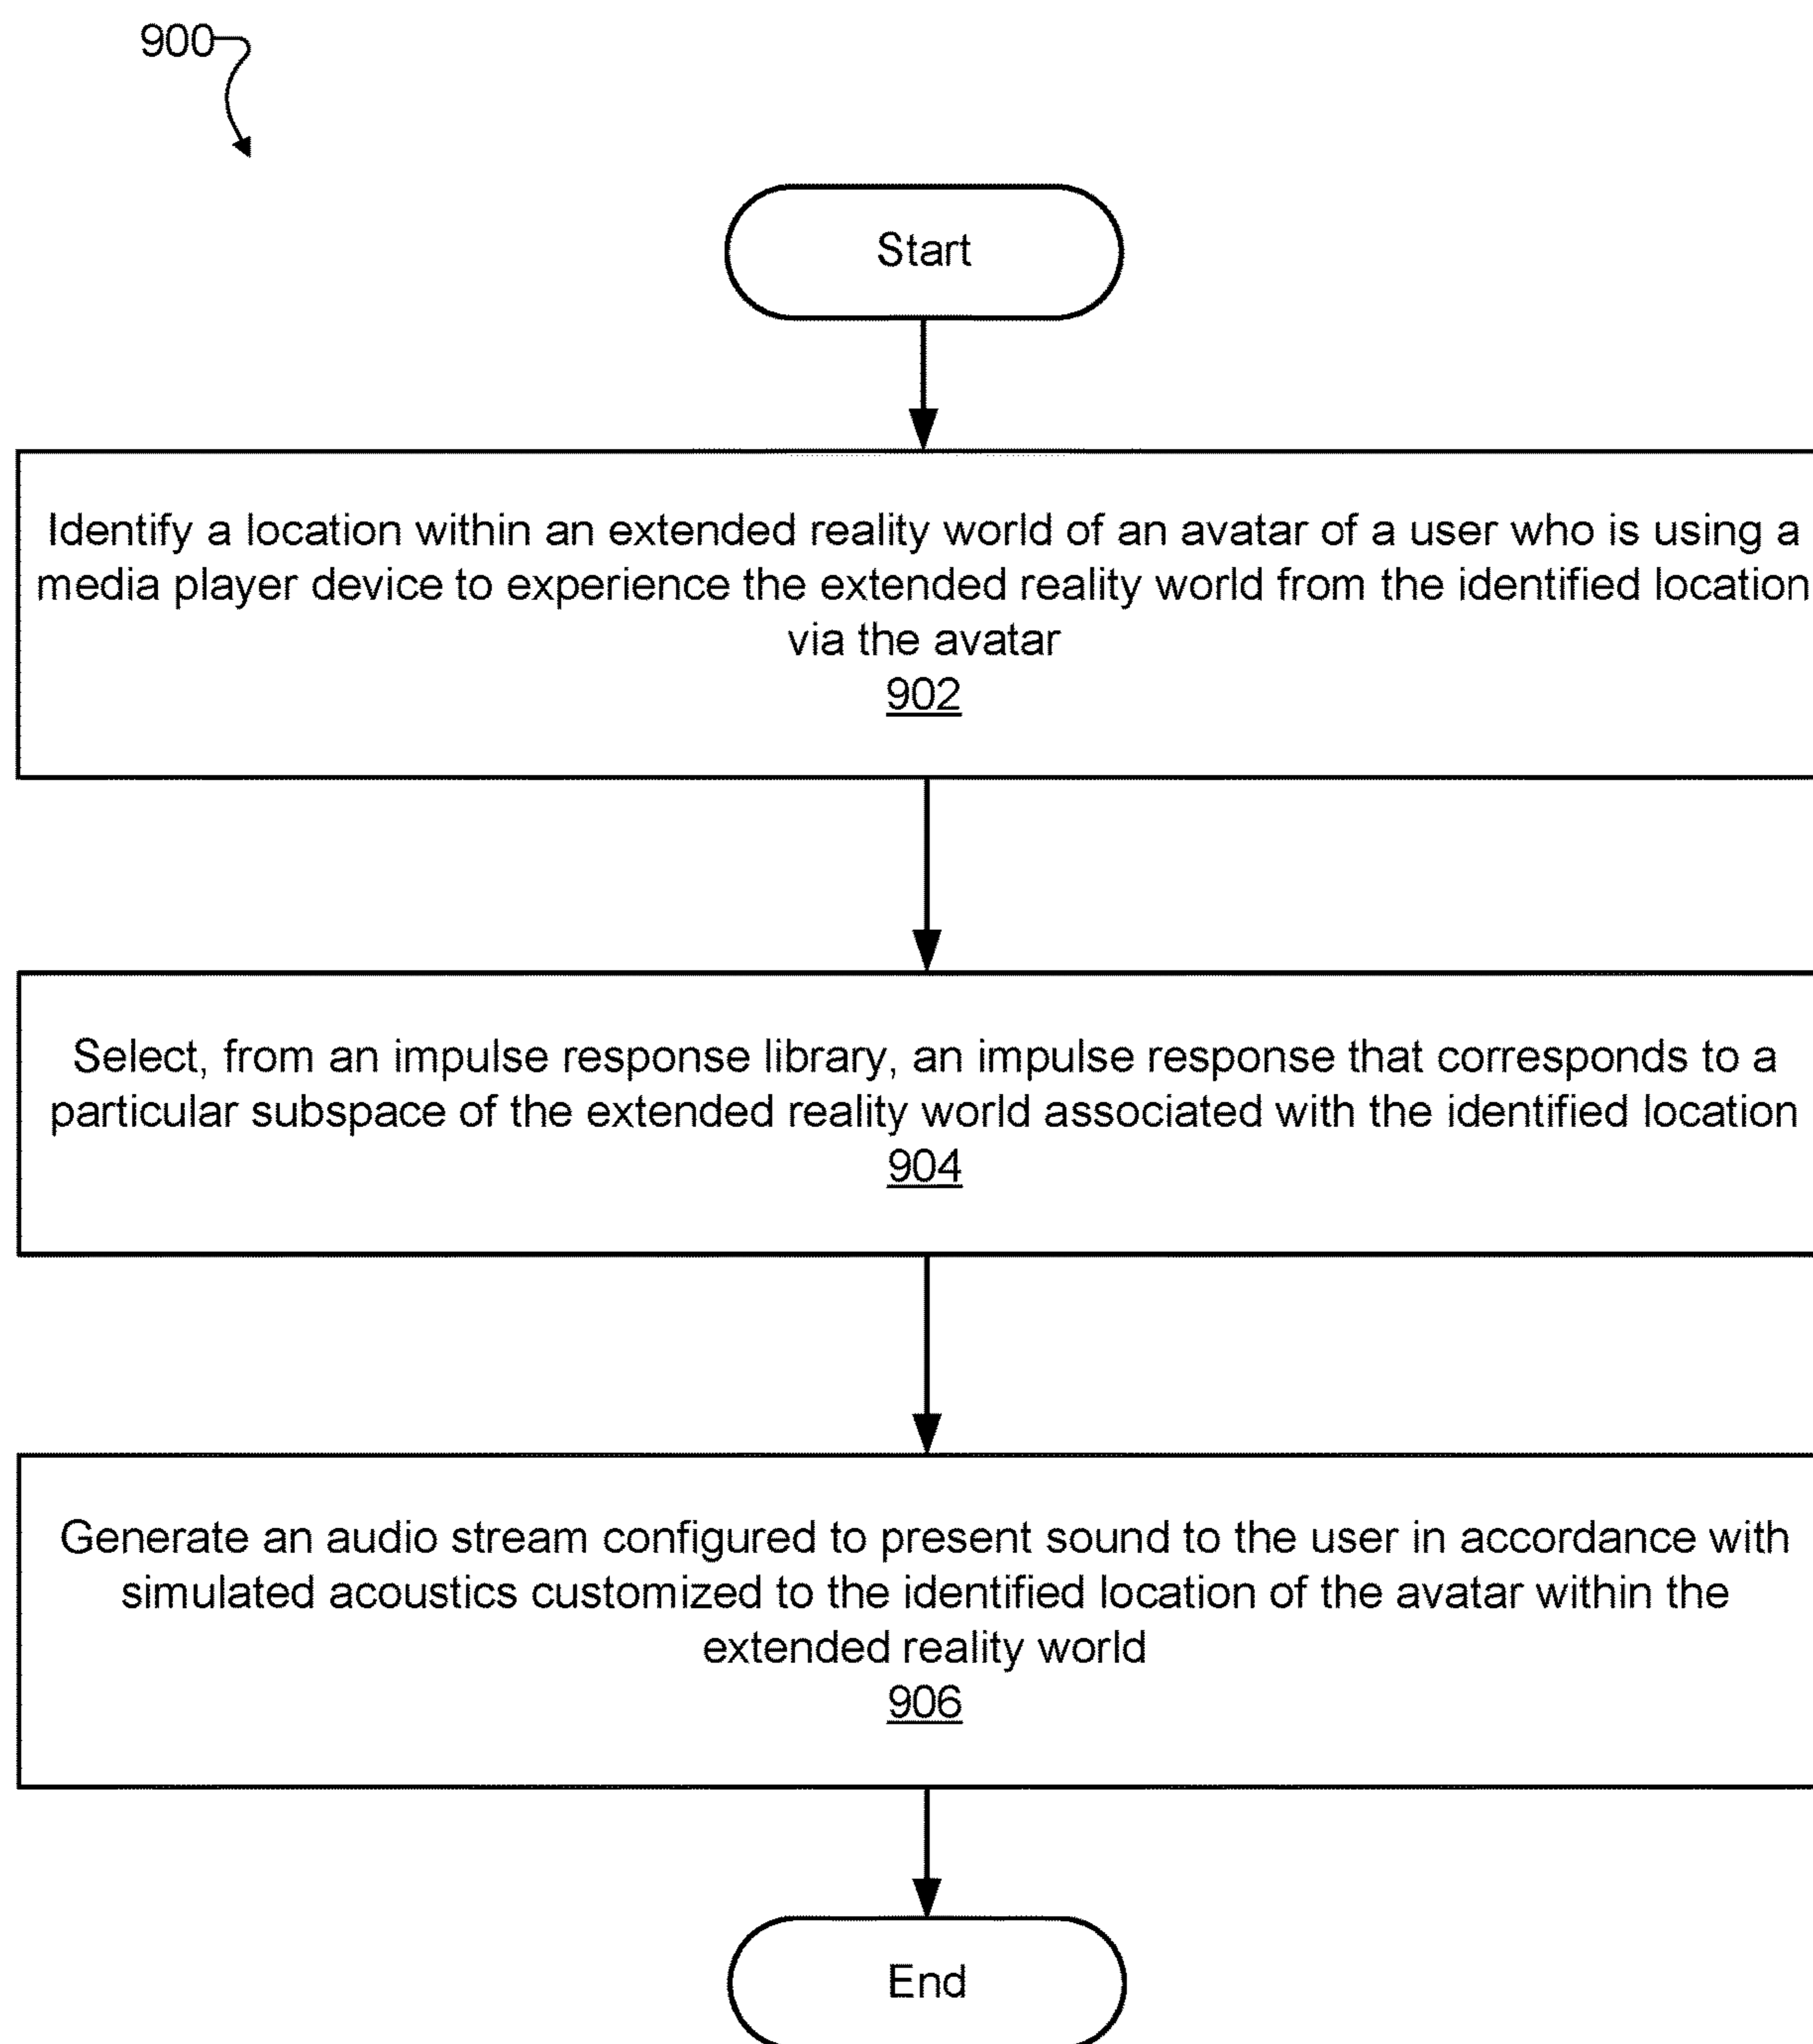 900
Start
Identify a location within an extended reality world of an avatar of a user who is using a
media player device to experience the extended reality world from the identified location
via the avatar
902
Select, from an impulse response library, an impulse response that corresponds to a
particular subspace of the extended reality world associated with the identified location
904
Generate an audio stream configured to present sound to the user in accordance with
simulated acoustics customized to the identified location of the avatar within the
extended reality world
906
End